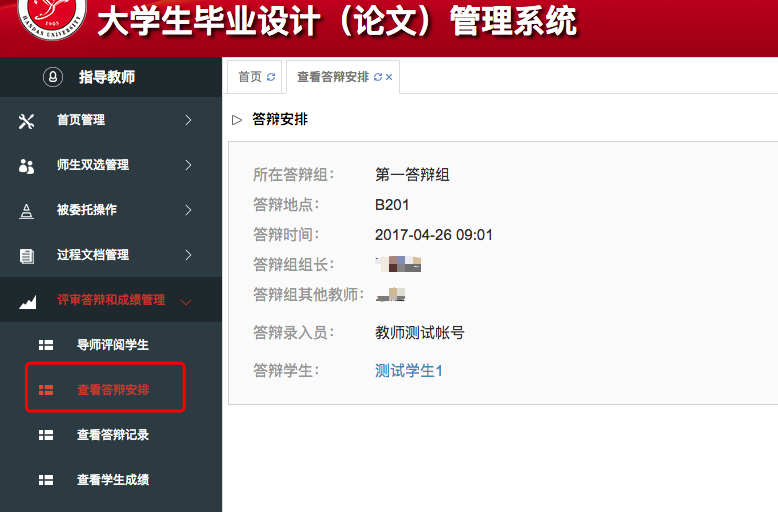 大学生毕业设计（论文）管理系统
1905
HANDAN UNIVERSITY
指导教师
首页管理
师生双选管理
被委托操作
过程文档管理
评审答辩和成绩管理
导师评阅学生
查看答辩安排
查看答辩记录
查看学生成绩
首页 查看答辩安排
答辩安排
所在答辩组： 第一答辩组
答辩地点： B201
答辩时间： 2017-04-26 09:01
答辩组组长：
答辩组其他教师：
答辩录入员： 教师测试帐号
答辩学生： 测试学生1